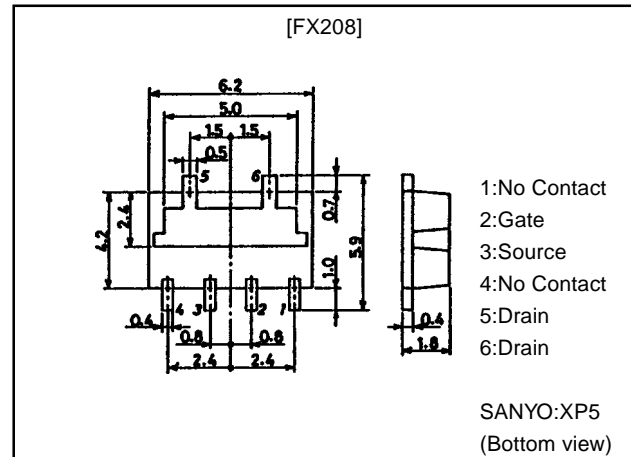 [FX208]
6.2
5.0
1.5 1.5
0.5
5 6
0.7
2.4
4.2
5.9
1.0
4 3 2 1
0.4
0.8 0.8
2.4 2.4
0.4
1.8
1:No Contact
2:Gate
3:Source
4:No Contact
5:Drain
6:Drain
SANYO:XP5
(Bottom view)